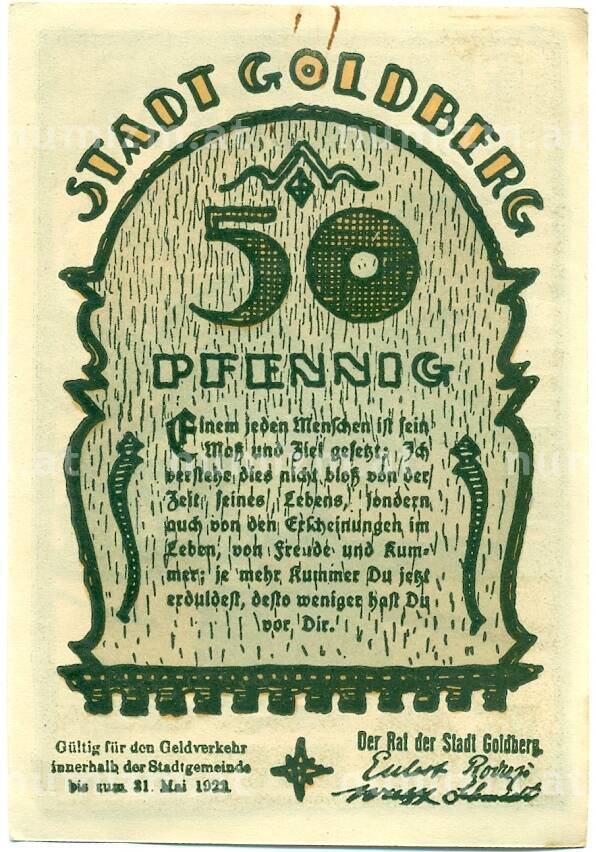 STADT GOLDBERG
50
PFENNIG
Einem jeden Menschen ist sein
Maß und Ziel gesetzt. Ich
verstehe dies nicht bloß von der
Zeit seines Lebens, sondern
auch von den Erscheinungen im
Leben, von Freude und Kum-
mer; je mehr Kummer Du jetzt
erduldest, desto weniger hast Du
vor Dir.
Gültig für den Geldverkehr
innerhalb der Stadtgemeinde
bis zum 31. Mai 1922.
Der Rat der Stadt Goldberg.
Schmidt
numism.at